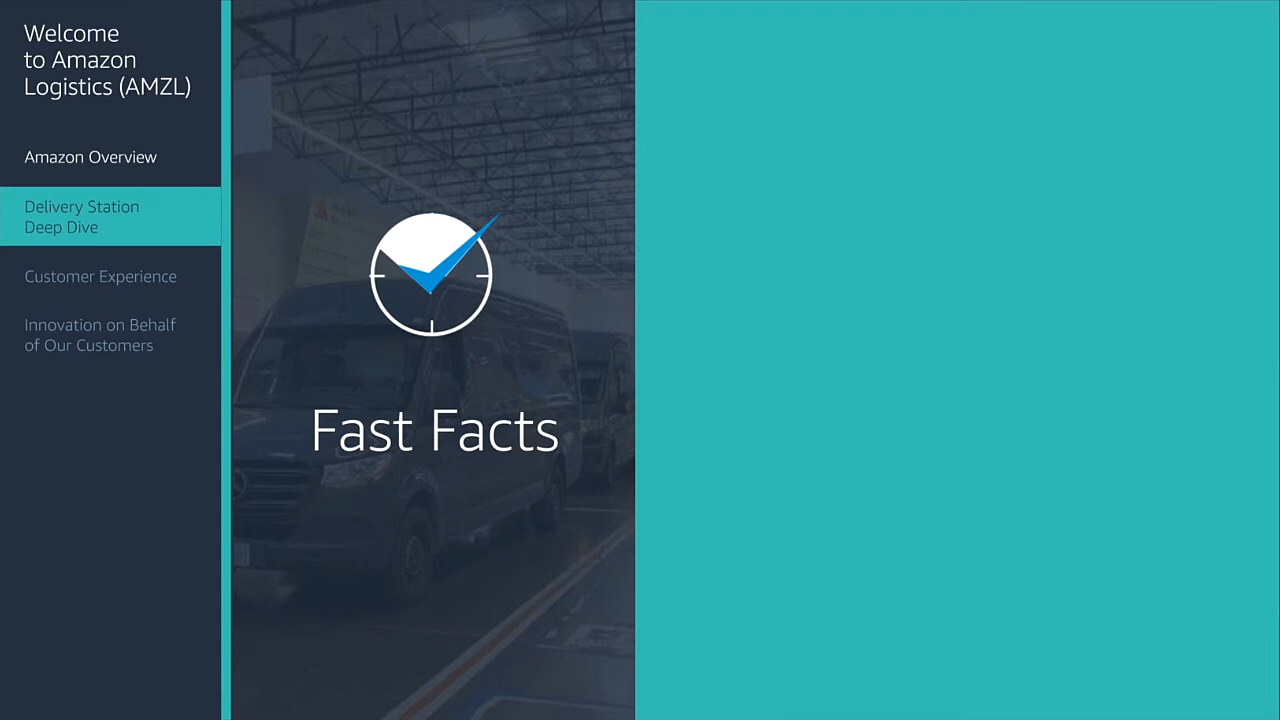 Welcome
to Amazon
Logistics (AMZL)
Amazon Overview
Delivery Station
Deep Dive
Customer Experience
Innovation on Behalf
of Our Customers
Fast Facts